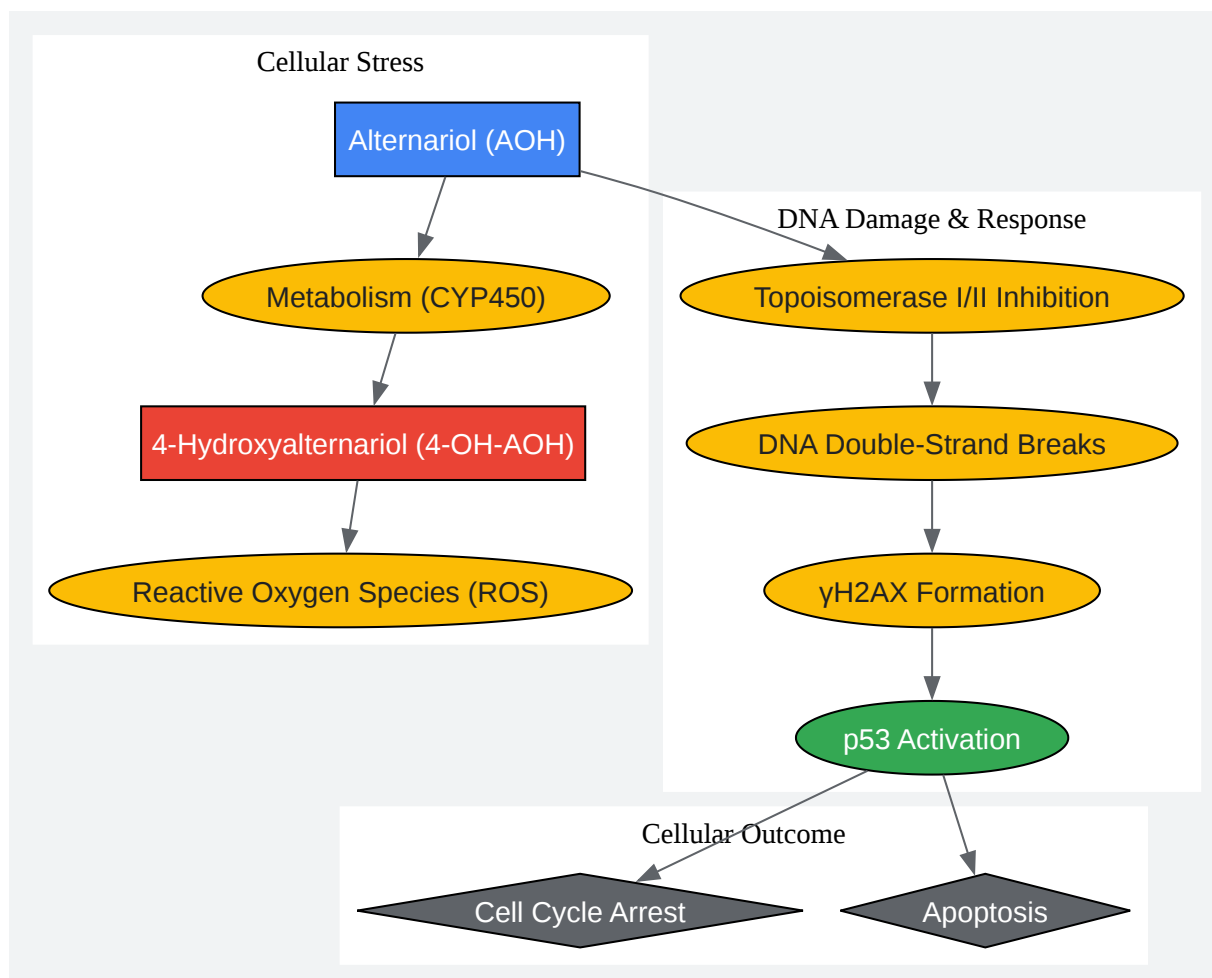 Cellular Stress
Alternariol (AOH)
DNA Damage & Response
Metabolism (CYP450)
Topoisomerase I/II Inhibition
4-Hydroxyalternariol (4-OH-AOH)
DNA Double-Strand Breaks
Reactive Oxygen Species (ROS)
γH2AX Formation
p53 Activation
Cellular Outcome
Cell Cycle Arrest
Apoptosis